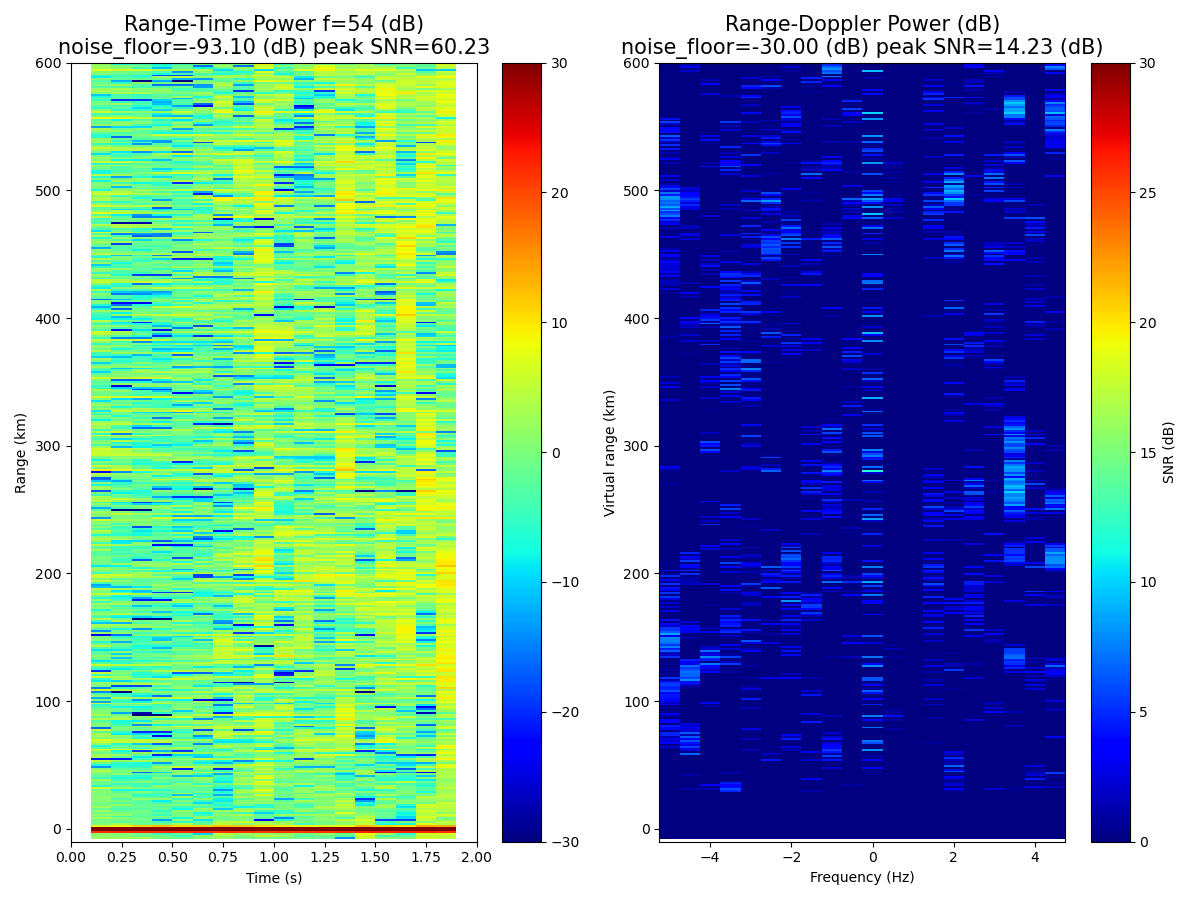 Range-Time Power f=54 (dB)
noise_floor=-93.10 (dB) peak SNR=60.23
Range (km)
600
500
400
300
200
100
0
0.00 0.25 0.50 0.75 1.00 1.25 1.50 1.75 2.00
Time (s)
30
20
10
0
−10
−20
−30
Range-Doppler Power (dB)
noise_floor=-30.00 (dB) peak SNR=14.23 (dB)
Virtual range (km)
600
500
400
300
200
100
0
−4 −2 0 2 4
Frequency (Hz)
30
25
20
15
10
5
0
SNR (dB)